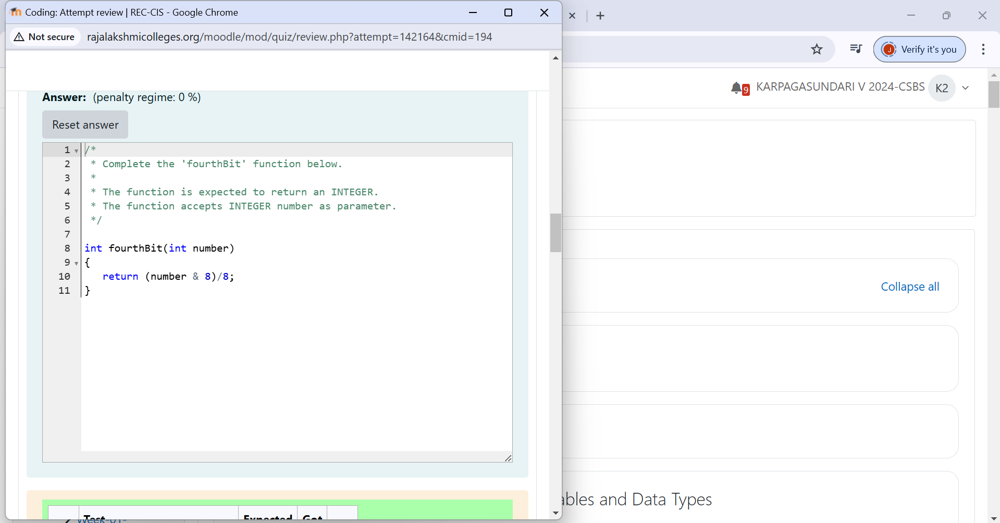 Coding: Attempt review | REC-CIS - Google Chrome
Not secure
rajalakshmicolleges.org/moodle/mod/quiz/review.php?attempt=142164&cmid=194
Verify it's you
9
KARPAGASUNDARI V 2024-CSBS
K2
Answer: (penalty regime: 0 %)
Reset answer
1 /*
2 * Complete the 'fourthBit' function below.
3 *
4 * The function is expected to return an INTEGER.
5 * The function accepts INTEGER number as parameter.
6 */
7
8 int fourthBit(int number)
9 {
10 return (number & 8)/8;
11 }
Collapse all
ables and Data Types
Test
Expected
Got
Week-01-